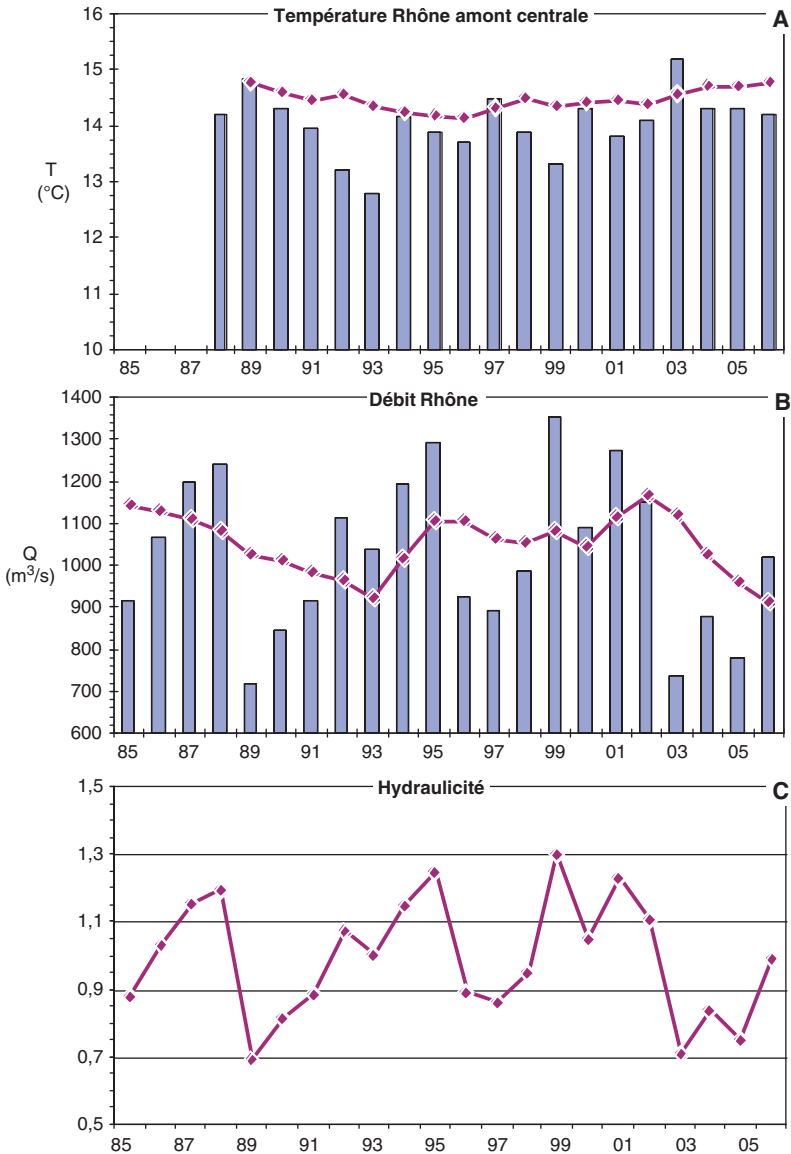 Température Rhône amont centrale
A
16
15
14
13
12
11
10
T
(°C)
85 87 89 91 93 95 97 99 01 03 05
Débit Rhône
B
1400
1300
1200
1100
1000
900
800
700
600
Q
(m³/s)
85 87 89 91 93 95 97 99 01 03 05
Hydraulicité
C
1,5
1,3
1,1
0,9
0,7
0,5
85 87 89 91 93 95 97 99 01 03 05